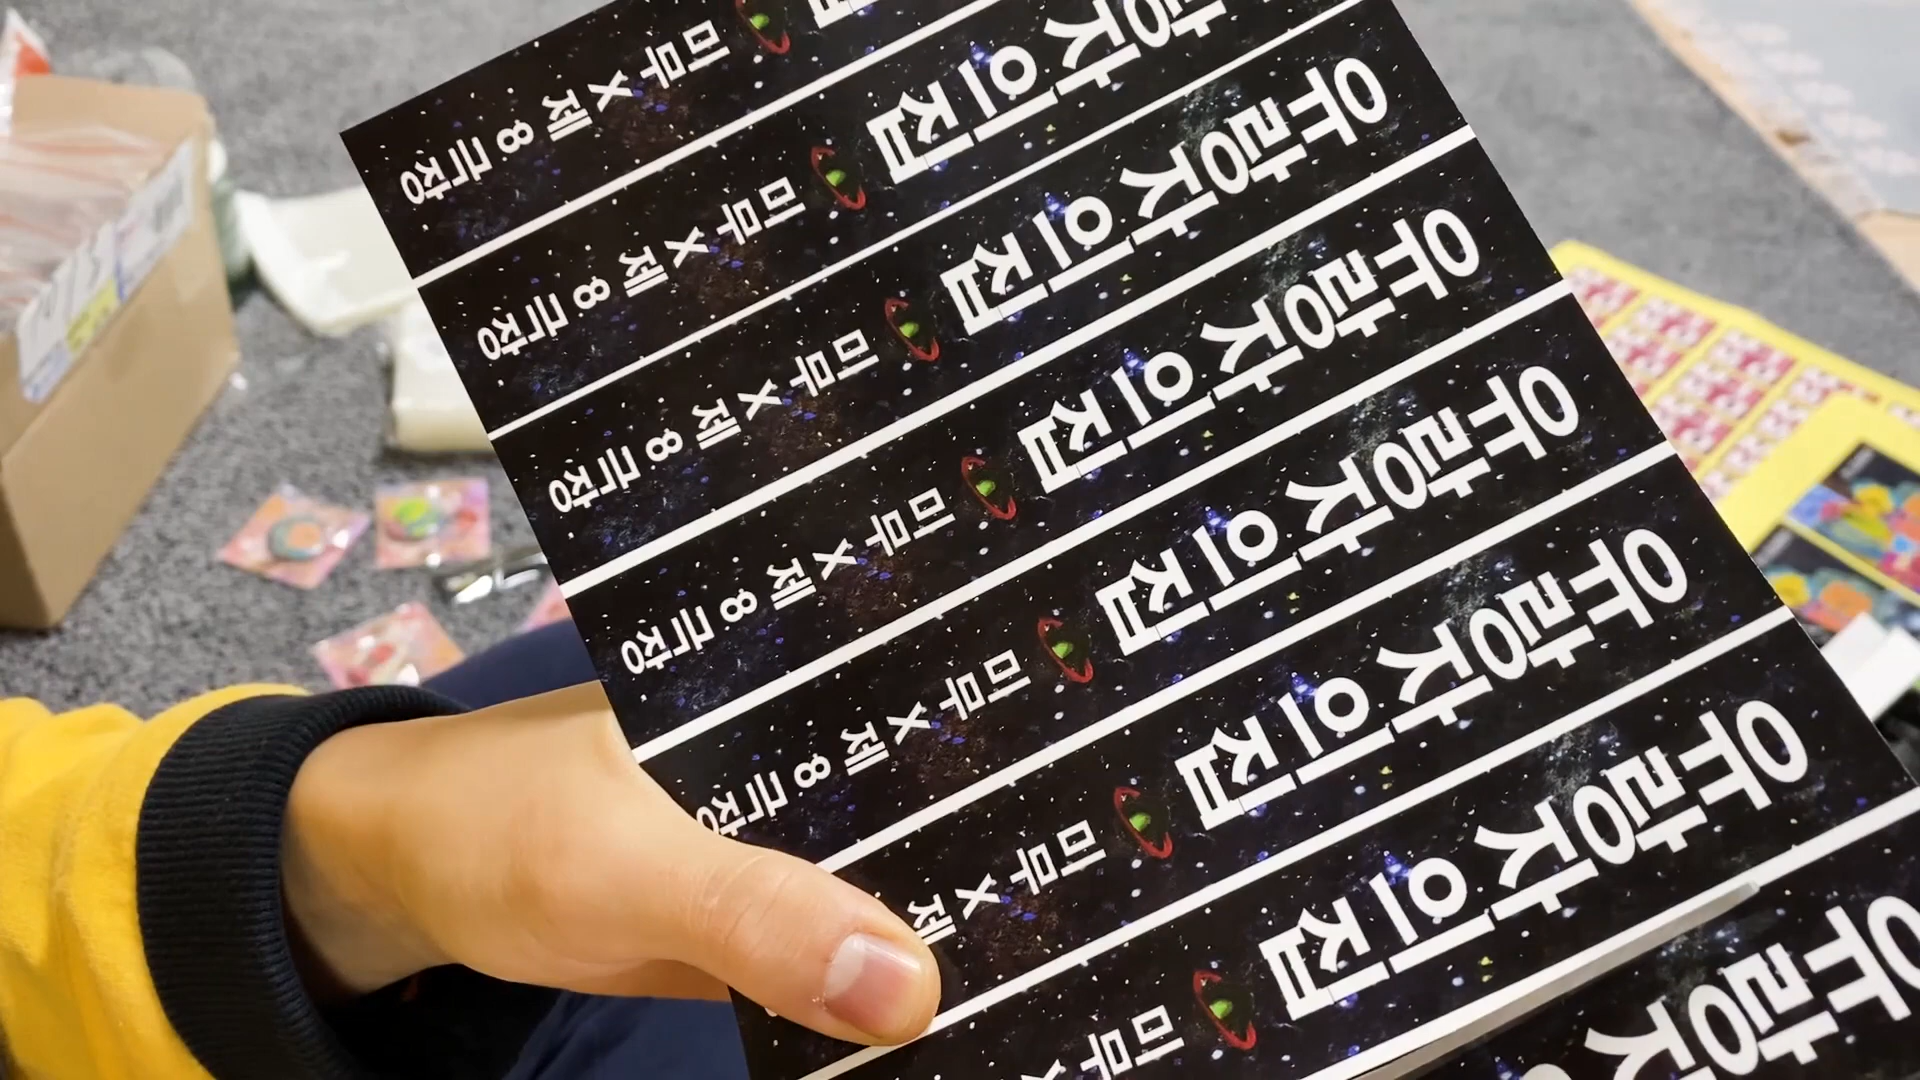 미무 X 제 8 극장
자의집 미무 X 제 8 극장
유랑자의집 미무 X 제 8 극장
유랑자의집 미무 X 제 8 극장
유랑자의집 미무 X 제 8 극장
유랑자의집 미무 X 제
유랑자의집 미무 X
유랑자